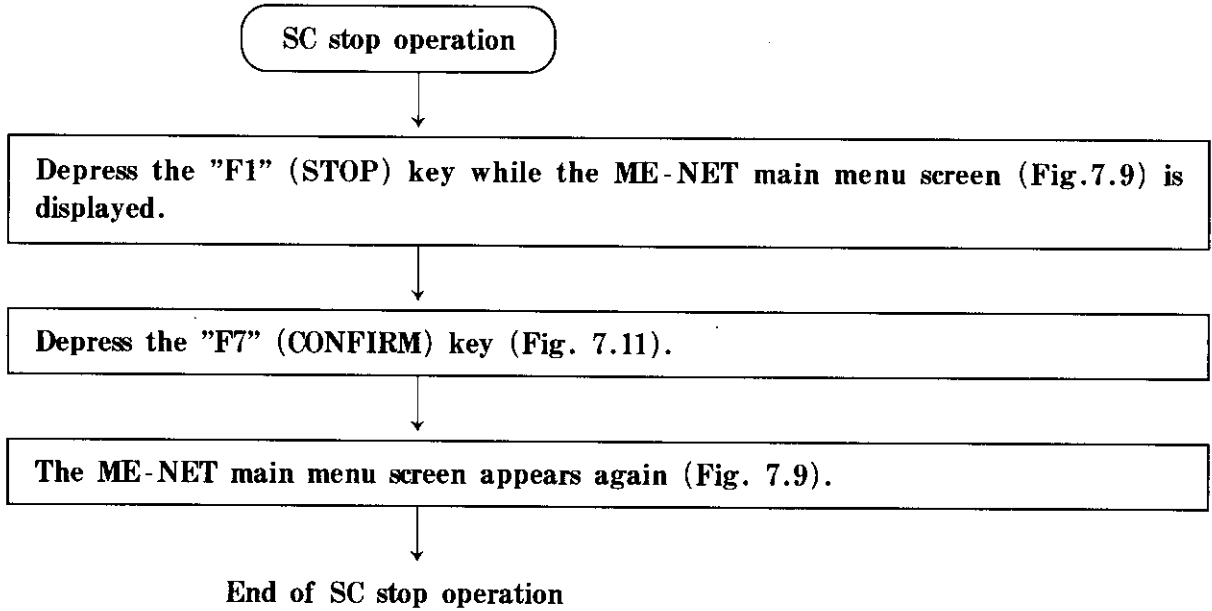 SC stop operation
Depress the ”F1” (STOP) key while the ME-NET main menu screen (Fig.7.9) is
displayed.
Depress the ”F7” (CONFIRM) key (Fig. 7.11).
The ME-NET main menu screen appears again (Fig. 7.9).
End of SC stop operation